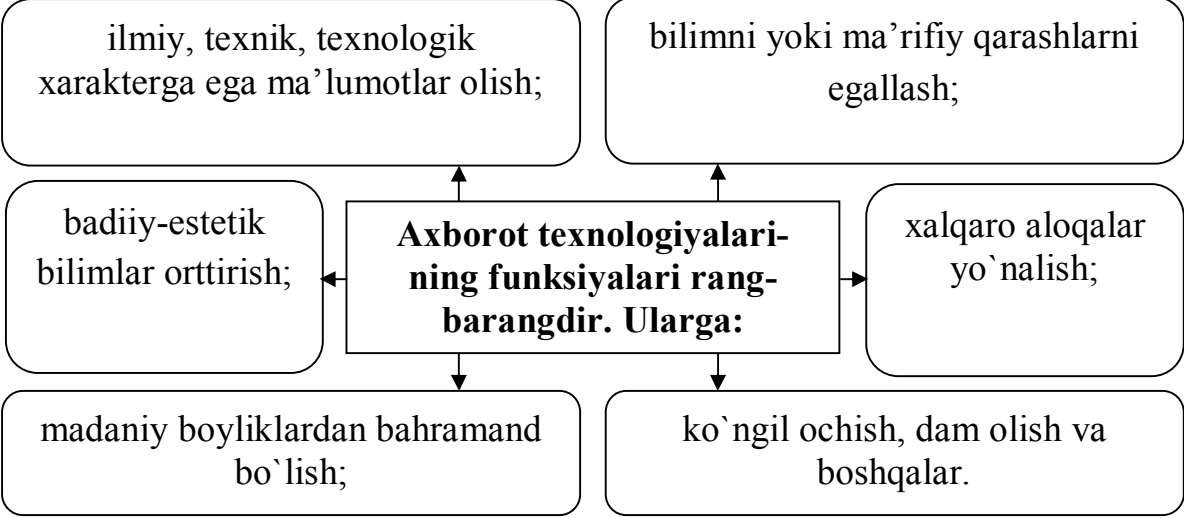 ilmiy, texnik, texnologik
xarakterga ega ma’lumotlar olish;
bilimni yoki ma’rifiy qarashlarni
egallash;
badiiy-estetik
bilimlar orttirish;
Axborot texnologiyalari-
ning funksiyalari rang-
barangdir. Ularga:
xalqaro aloqalar
yo`nalish;
madaniy boyliklardan bahramand
bo`lish;
ko`ngil ochish, dam olish va
boshqalar.